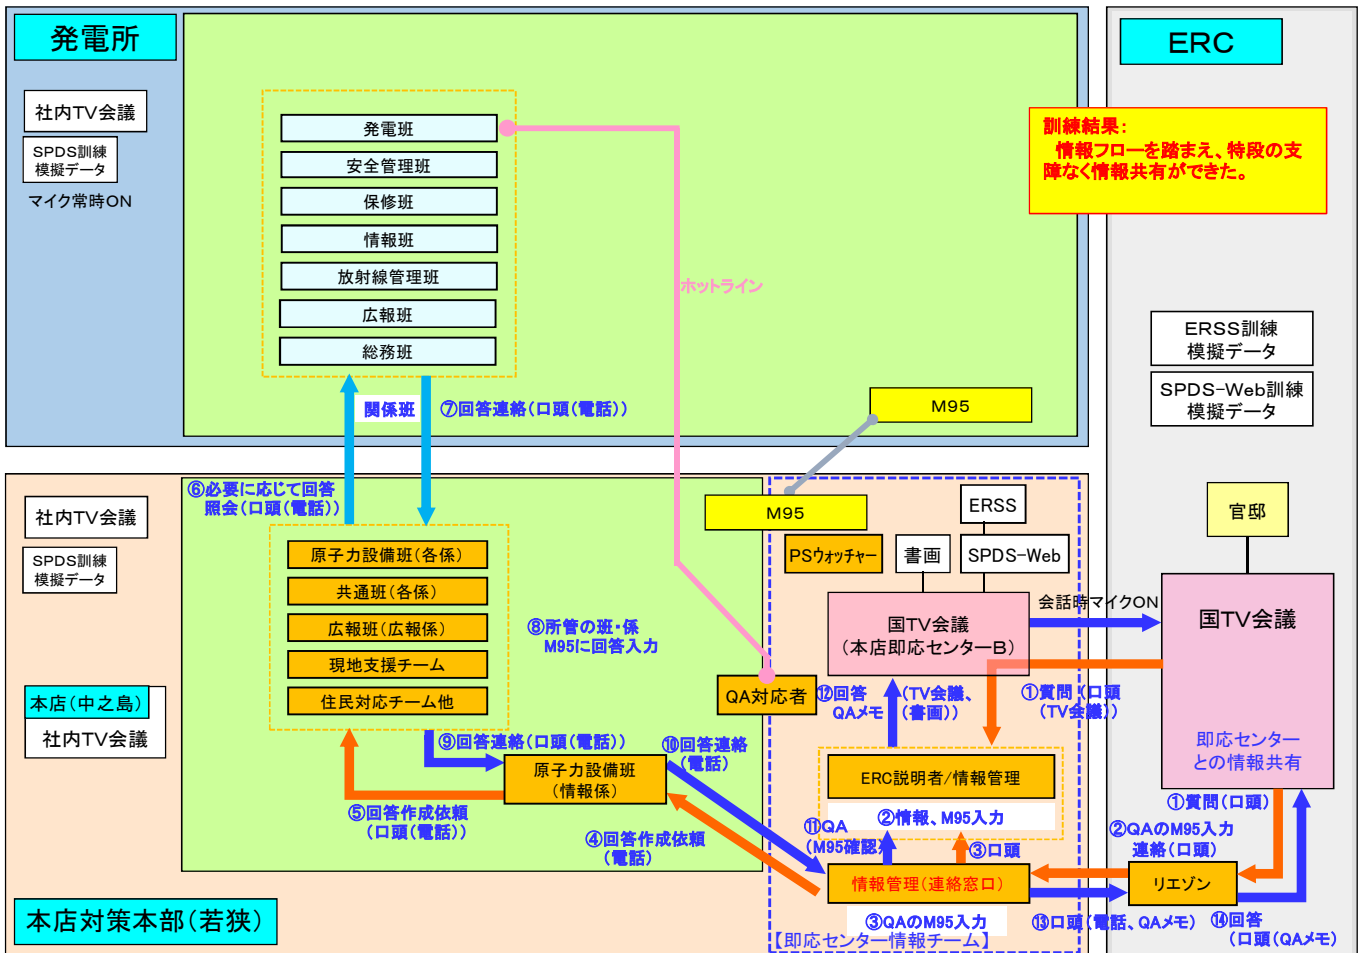 発電所
社内TV会議
SPDS訓練
模擬データ
マイク常時ON
発電班
安全管理班
保修班
情報班
放射線管理班
広報班
総務班
ホットライン
関係班
⑦回答連絡(口頭(電話))
M95
ERC
訓練結果:
情報フローを踏まえ、特段の支
障なく情報共有ができた。
ERSS訓練
模擬データ
SPDS-Web訓練
模擬データ
官邸
国TV会議
即応センター
との情報共有
社内TV会議
SPDS訓練
模擬データ
本店(中之島)
社内TV会議
本店対策本部(若狭)
⑥必要に応じて回答
照会(口頭(電話))
原子力設備班(各係)
共通班(各係)
広報班(広報係)
現地支援チーム
住民対応チーム他
⑧所管の班・係
M95に回答入力
⑨回答連絡(口頭(電話))
原子力設備班
(情報係)
⑤回答作成依頼
(口頭(電話))
⑩回答連絡
(電話)
④回答作成依頼
(電話)
M95
PSウォッチャー
書画
ERSS
SPDS-Web
国TV会議
(本店即応センターB)
会話時マイクON
QA対応者
⑫回答
QAメモ
(TV会議、
(書画))
①質問(口頭
(TV会議))
ERC説明者/情報管理
②情報、M95入力
⑪QA
(M95確認)
③口頭
情報管理(連絡窓口)
③QAのM95入力
【即応センター情報チーム】
①質問(口頭)
②QAのM95入力
連絡(口頭)
リエゾン
⑬口頭(電話、QAメモ)
⑭回答
(口頭(QAメモ)